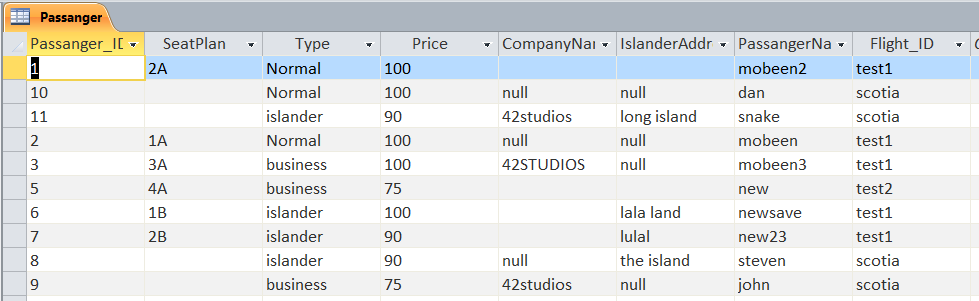 Passanger
Passanger_ID SeatPlan Type Price CompanyNam IslanderAddr PassangerNa Flight_ID
1 2A Normal 100 mobeen2 test1
10 Normal 100 null null dan scotia
11 islander 90 42studios long island snake scotia
2 1A Normal 100 null null mobeen test1
3 3A business 100 42STUDIOS null mobeen3 test1
5 4A business 75 new test2
6 1B islander 100 lala land newsave test1
7 2B islander 90 lulal new23 test1
8 islander 90 null the island steven scotia
9 business 75 42studios null john scotia